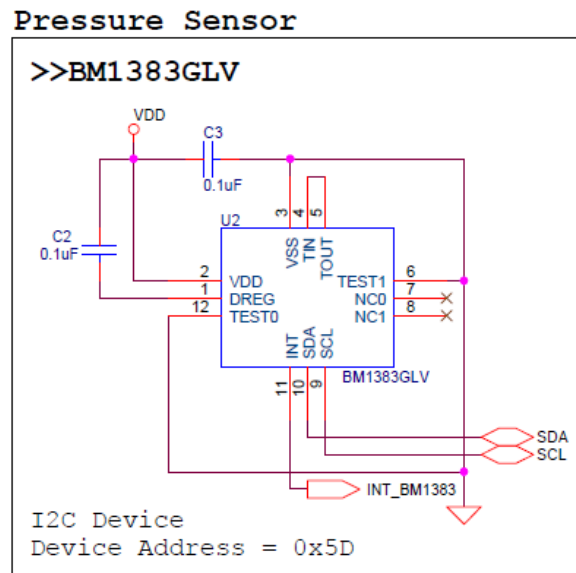 Pressure Sensor
>>BM1383GLV
VDD
C3
0.1uF
C2
0.1uF
U2
3
4
5
VSS
TIN
TOUT
2
VDD
1
DREG
12
TEST0
TEST1
6
NC0
7
NC1
8
INT
SDA
SCL
11
10
9
BM1383GLV
SDA
SCL
INT_BM1383
I2C Device
Device Address = 0x5D